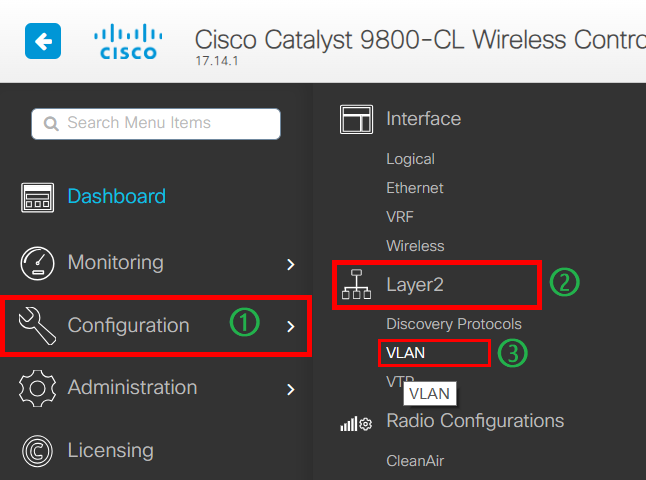 CISCO
Cisco Catalyst 9800-CL Wireless Contro
17.14.1
Search Menu Items
Dashboard
Monitoring
Configuration 1
Administration
Licensing
Interface
Logical
Ethernet
VRF
Wireless
Layer2 2
Discovery Protocols
VLAN 3
VTP
VLAN
Radio Configurations
CleanAir